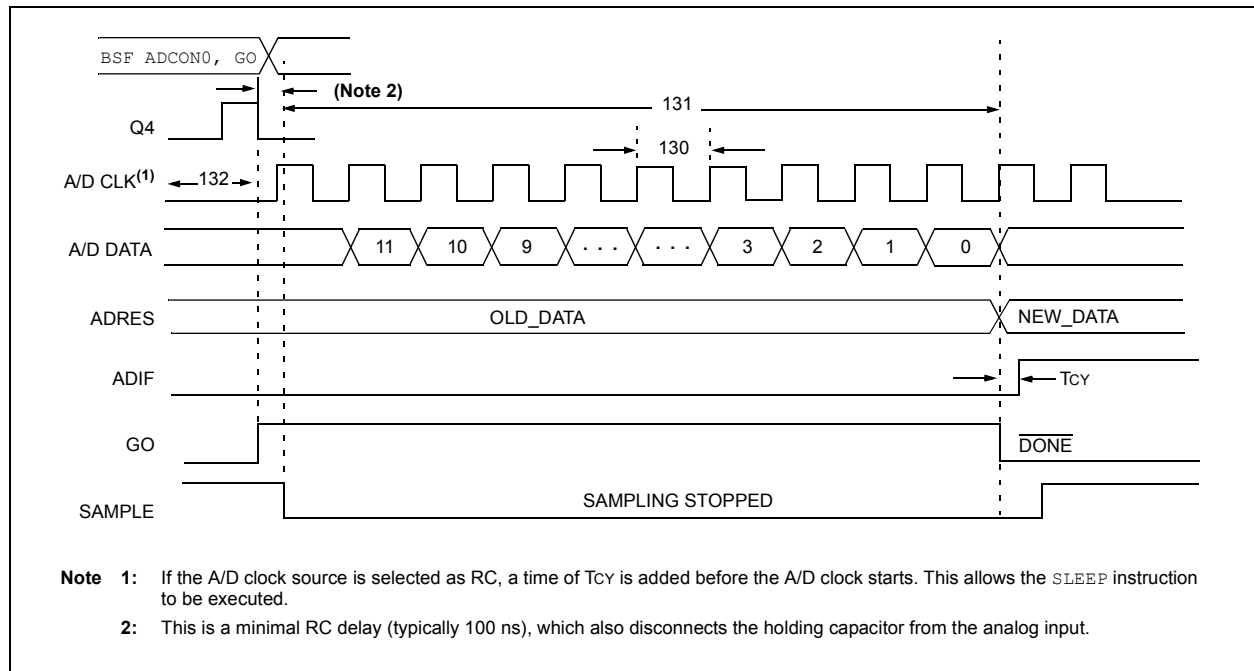 BSF ADCON0, GO
(Note 2)
131
Q4
130
A/D CLK(1)
132
A/D DATA
11 10 9 . . . . . . 3 2 1 0
ADRES
OLD_DATA
NEW_DATA
ADIF
TCY
GO
DONE
SAMPLE
SAMPLING STOPPED
Note 1: If the A/D clock source is selected as RC, a time of TCY is added before the A/D clock starts. This allows the SLEEP instruction
to be executed.
2: This is a minimal RC delay (typically 100 ns), which also disconnects the holding capacitor from the analog input.